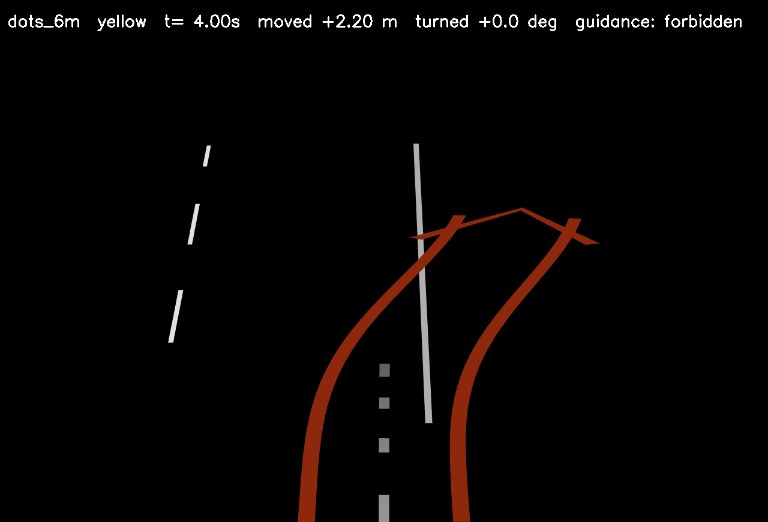 dots_6m yellow t= 4.00s moved +2.20 m turned +0.0 deg guidance: forbidden